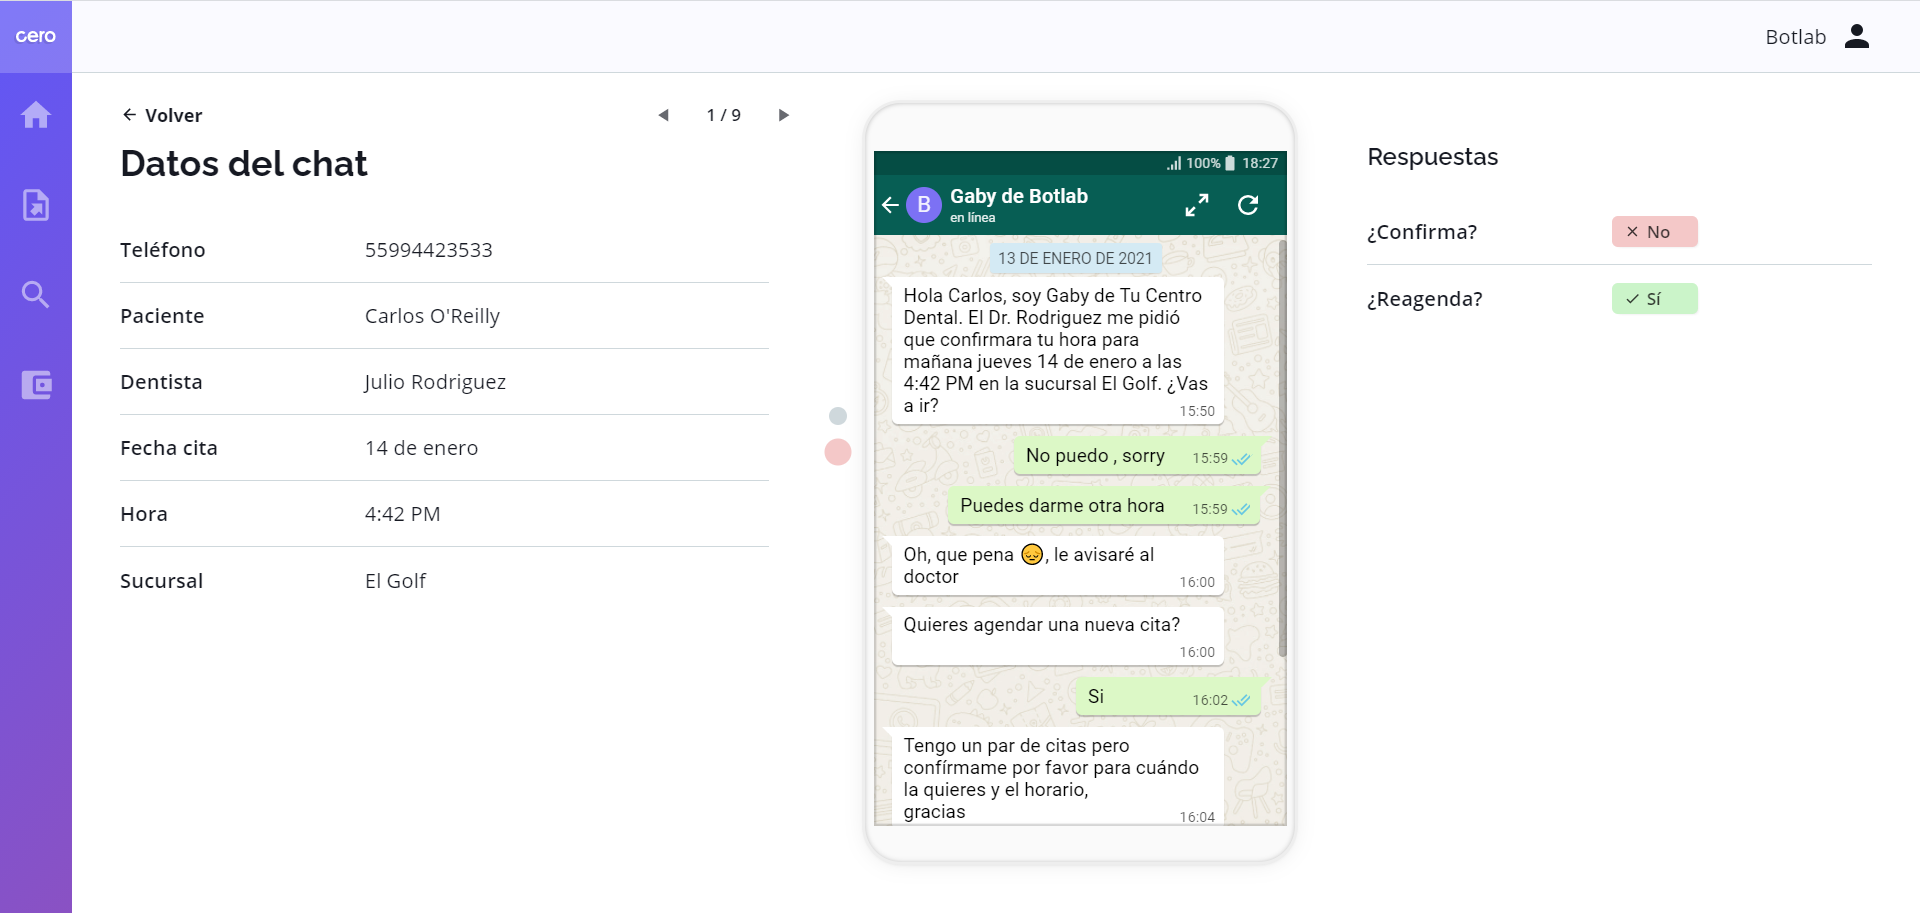 cero
Botlab
Volver
1 / 9
Datos del chat
Teléfono 55994423533
Paciente Carlos O'Reilly
Dentista Julio Rodriguez
Fecha cita 14 de enero
Hora 4:42 PM
Sucursal El Golf
100% 18:27
B
Gaby de Botlab
en línea
13 DE ENERO DE 2021
Hola Carlos, soy Gaby de Tu Centro
Dental. El Dr. Rodriguez me pidió
que confirmara tu hora para
mañana jueves 14 de enero a las
4:42 PM en la sucursal El Golf. ¿Vas
a ir? 15:50
No puedo , sorry 15:59
Puedes darme otra hora 15:59
Oh, que pena 😔, le avisaré al
doctor 16:00
Quieres agendar una nueva cita?
16:00
Si 16:02
Tengo un par de citas pero
confírmame por favor para cuándo
la quieres y el horario,
gracias 16:04
Respuestas
¿Confirma? No
¿Reagenda? Sí